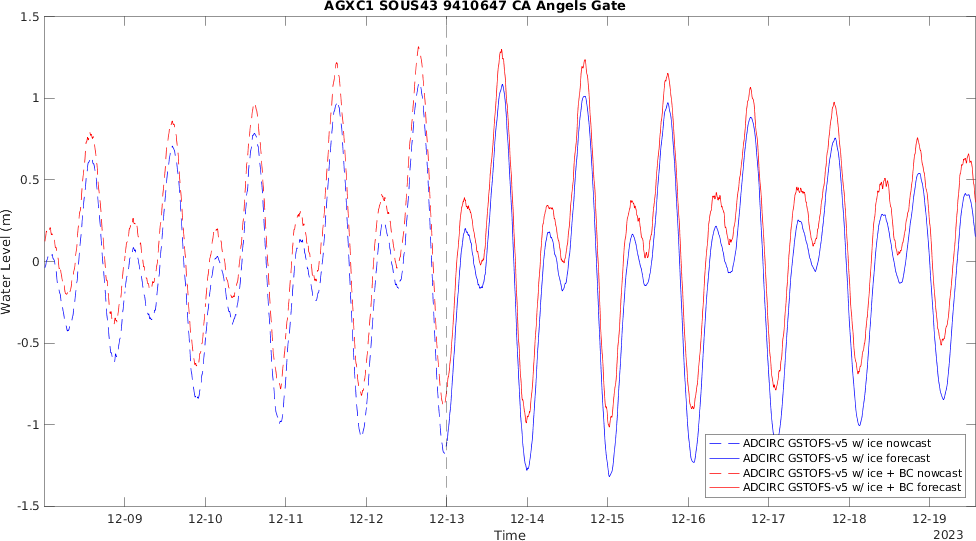 AGXC1 SOUS43 9410647 CA Angels Gate
Water Level (m)
1.5
1
0.5
0
-0.5
-1
-1.5
12-09 12-10 12-11 12-12 12-13 12-14 12-15 12-16 12-17 12-18 12-19
Time
2023
ADCIRC GSTOFS-v5 w/ ice nowcast
ADCIRC GSTOFS-v5 w/ ice forecast
ADCIRC GSTOFS-v5 w/ ice + BC nowcast
ADCIRC GSTOFS-v5 w/ ice + BC forecast